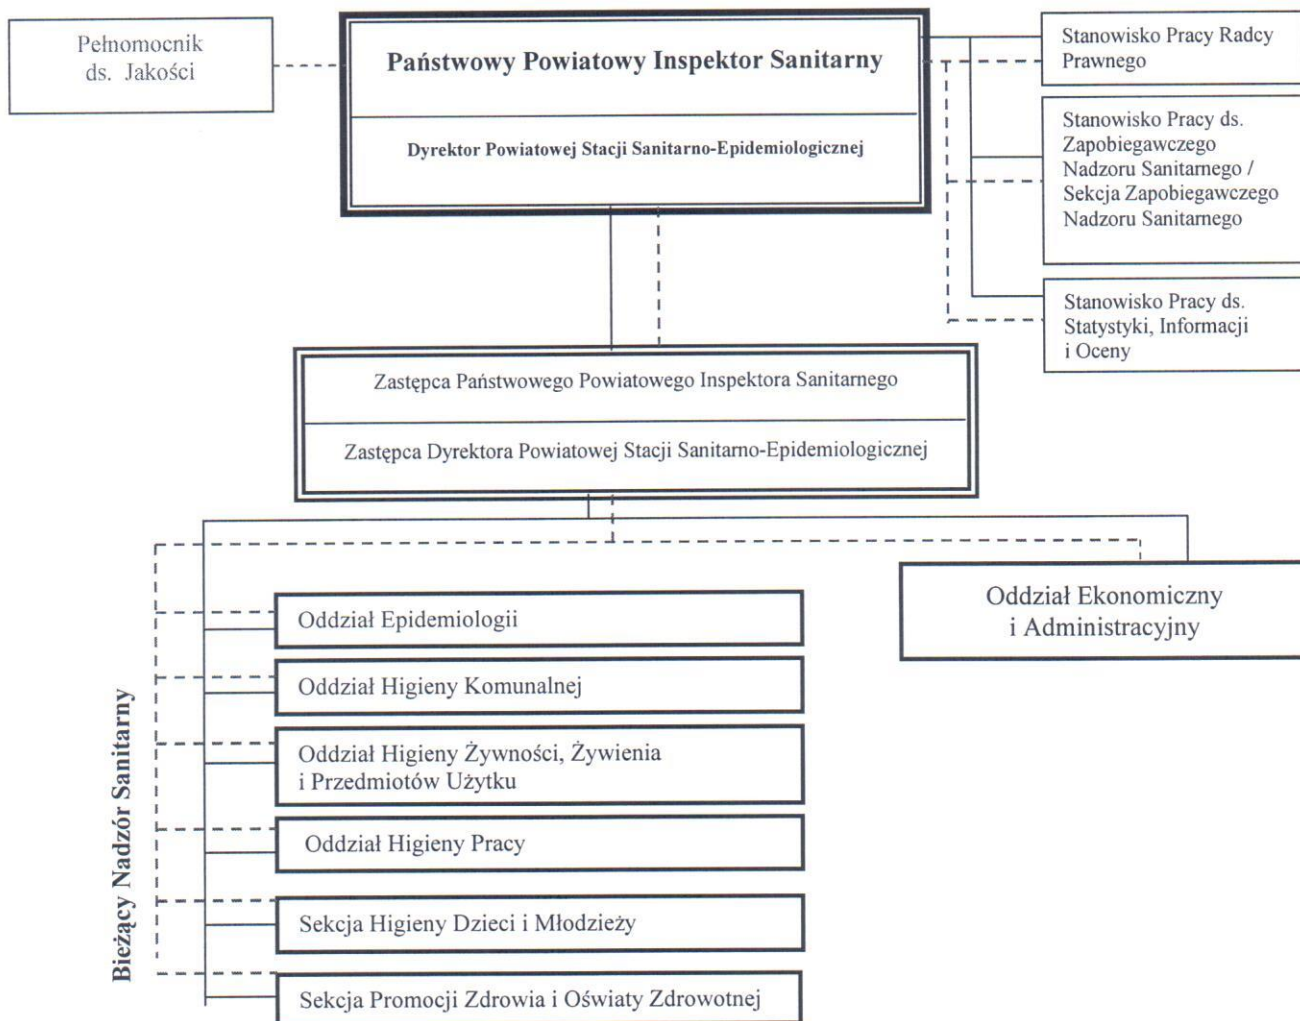 Pełnomocnik
ds. Jakości
Państwowy Powiatowy Inspektor Sanitarny
Dyrektor Powiatowej Stacji Sanitarno-Epidemiologicznej
Stanowisko Pracy Radcy
Prawnego
Stanowisko Pracy ds.
Zapobiegawczego
Nadzoru Sanitarnego /
Sekcja Zapobiegawczego
Nadzoru Sanitarnego
Stanowisko Pracy ds.
Statystyki, Informacji
i Oceny
Zastępca Państwowego Powiatowego Inspektora Sanitarnego
Zastępca Dyrektora Powiatowej Stacji Sanitarno-Epidemiologicznej
Oddział Ekonomiczny
i Administracyjny
Bieżący Nadzór Sanitarny
Oddział Epidemiologii
Oddział Higieny Komunalnej
Oddział Higieny Żywności, Żywienia
i Przedmiotów Użytku
Oddział Higieny Pracy
Sekcja Higieny Dzieci i Młodzieży
Sekcja Promocji Zdrowia i Oświaty Zdrowotnej